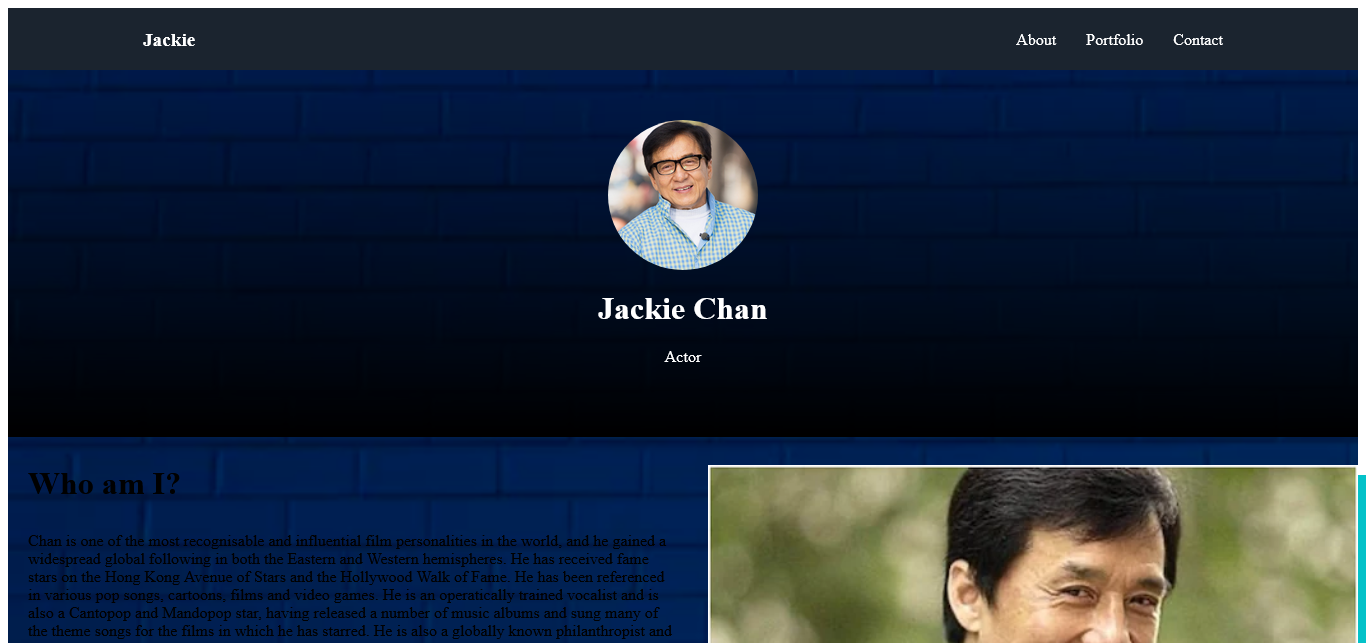 Jackie
About Portfolio Contact
Jackie Chan
Actor
Who am I?
Chan is one of the most recognisable and influential film personalities in the world, and he gained a
widespread global following in both the Eastern and Western hemispheres. He has received fame
stars on the Hong Kong Avenue of Stars and the Hollywood Walk of Fame. He has been referenced
in various pop songs, cartoons, films and video games. He is an operatically trained vocalist and is
also a Cantopop and Mandopop star, having released a number of music albums and sung many of
the theme songs for the films in which he has starred. He is also a globally known philanthropist and